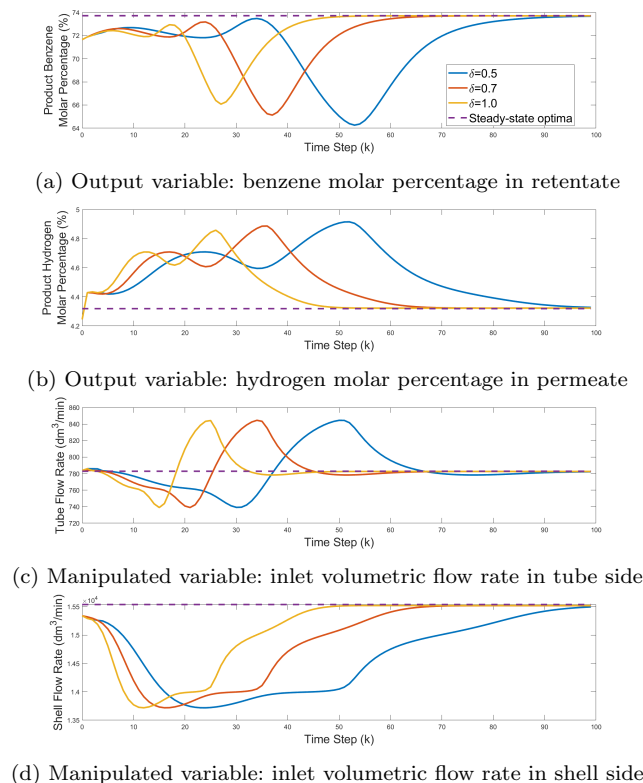 74
72
70
68
66
64
Product Benzene
Molar Percentage (%)
δ=0.5
δ=0.7
δ=1.0
Steady-state optima
0 10 20 30 40 50 60 70 80 90 100
Time Step (k)
(a) Output variable: benzene molar percentage in retentate
5
4.8
4.6
4.4
4.2
Product Hydrogen
Molar Percentage (%)
0 10 20 30 40 50 60 70 80 90 100
Time Step (k)
(b) Output variable: hydrogen molar percentage in permeate
860
840
820
800
780
760
740
720
Tube Flow Rate (dm³/min)
0 10 20 30 40 50 60 70 80 90 100
Time Step (k)
(c) Manipulated variable: inlet volumetric flow rate in tube side
×10⁴
1.55
1.5
1.45
1.4
1.35
Shell Flow Rate (dm³/min)
0 10 20 30 40 50 60 70 80 90 100
Time Step (k)
(d) Manipulated variable: inlet volumetric flow rate in shell side